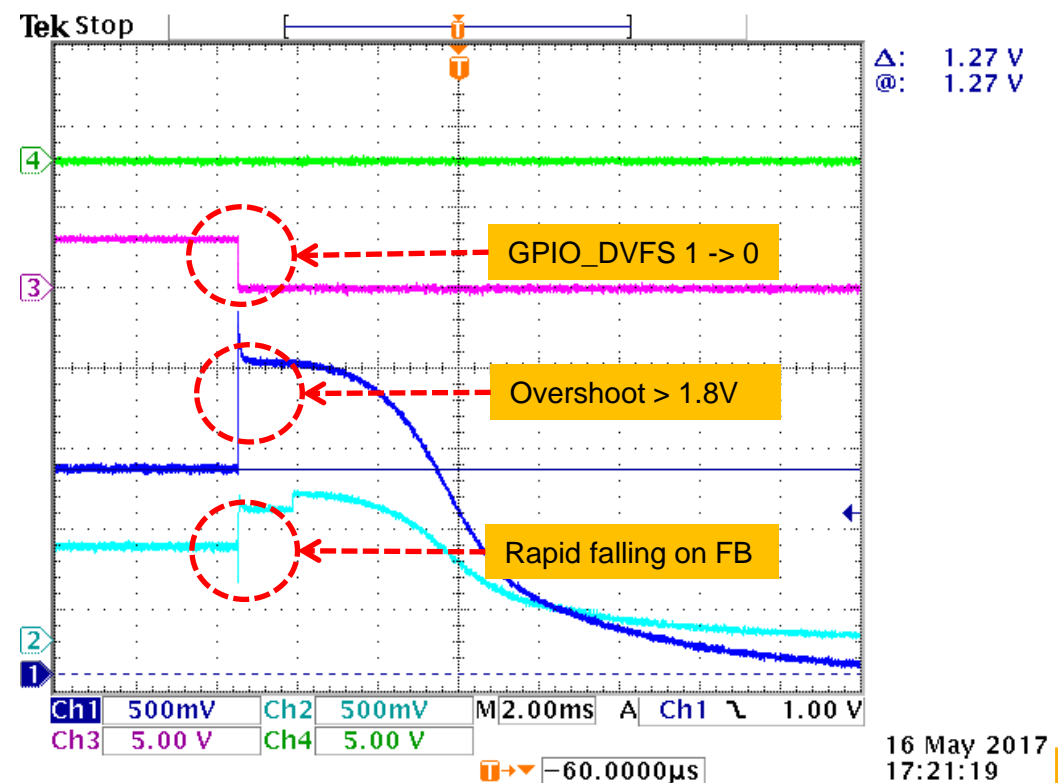 Tek Stop
T
T
Δ: 1.27 V
@: 1.27 V
4
GPIO_DVFS 1 -> 0
3
Overshoot > 1.8V
Rapid falling on FB
2
1
Ch1 500mV Ch2 500mV M 2.00ms A Ch1 1.00 V
Ch3 5.00 V Ch4 5.00 V
T→▼ −60.0000μs
16 May 2017
17:21:19